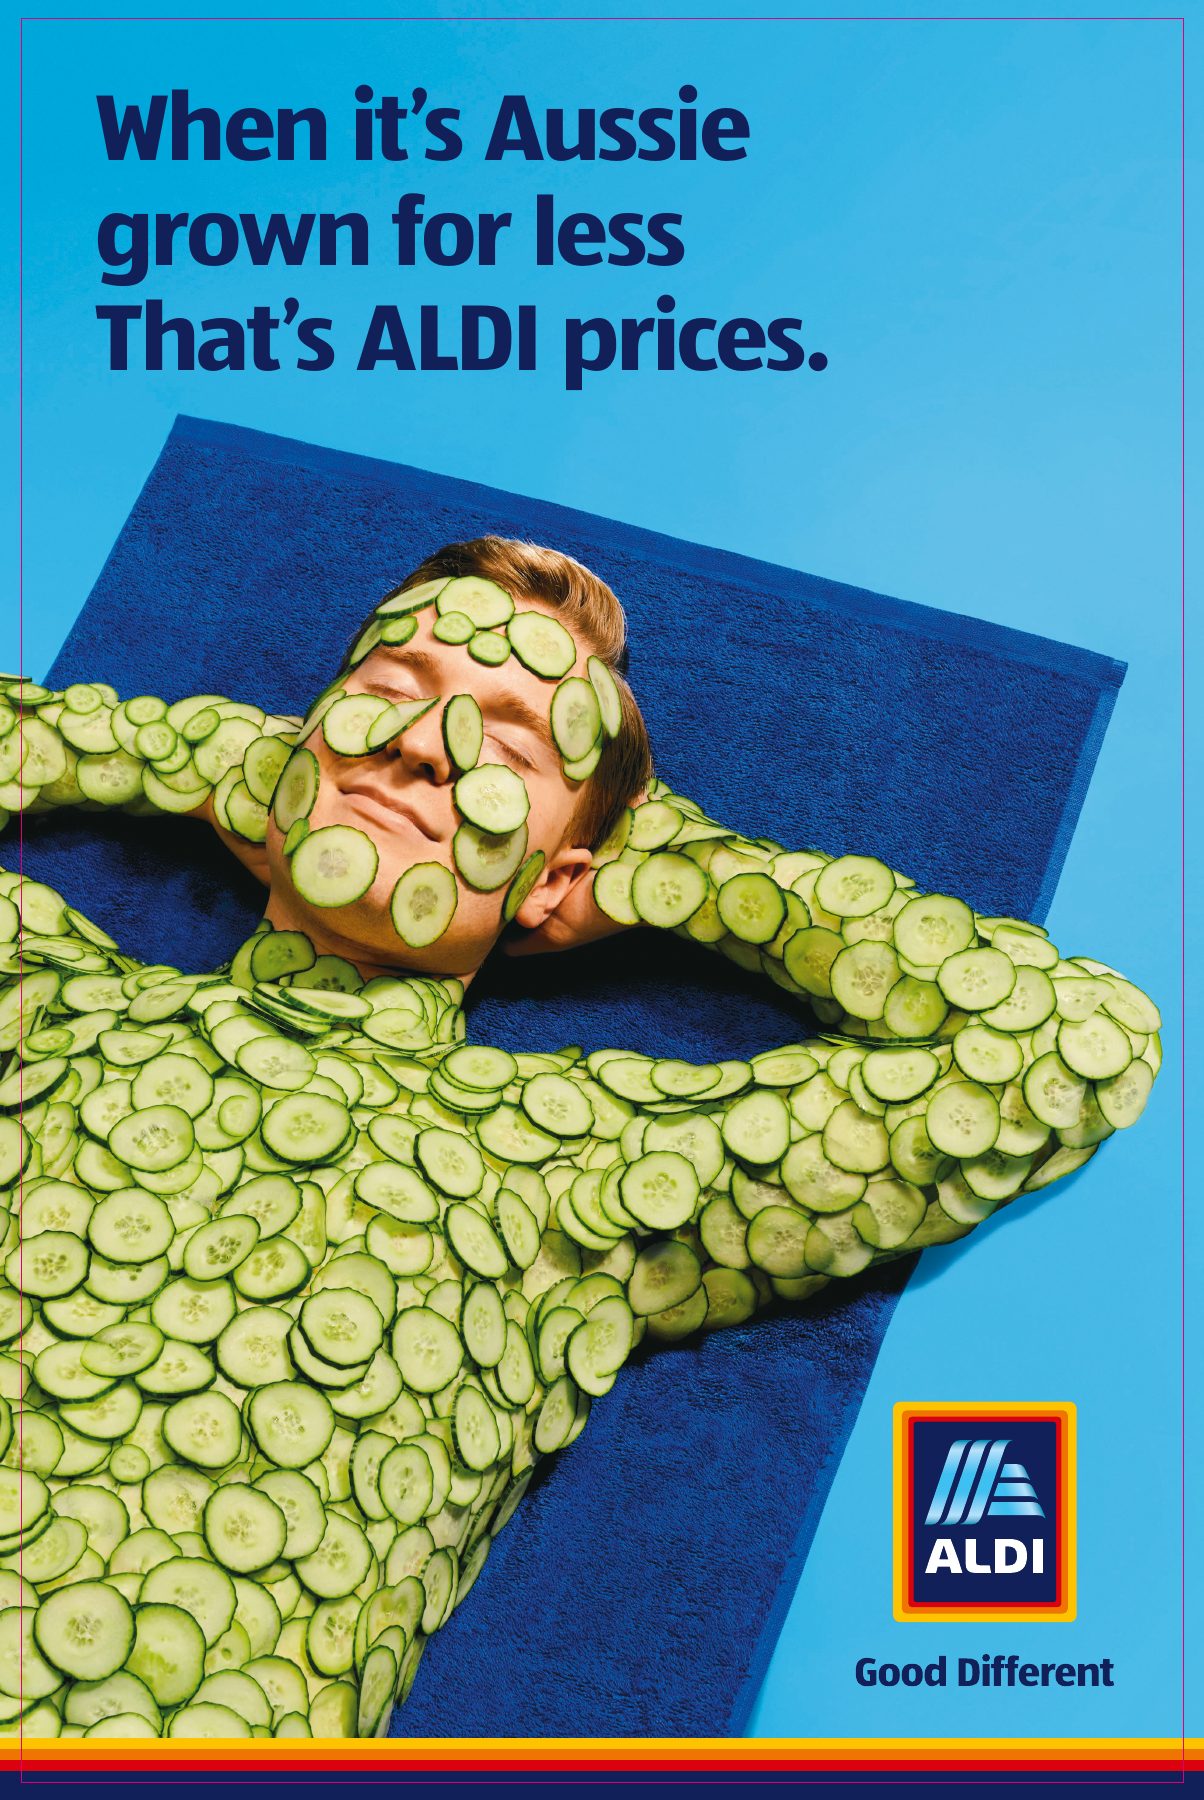 When it's Aussie
grown for less
That's ALDI prices.
ALDI
Good Different